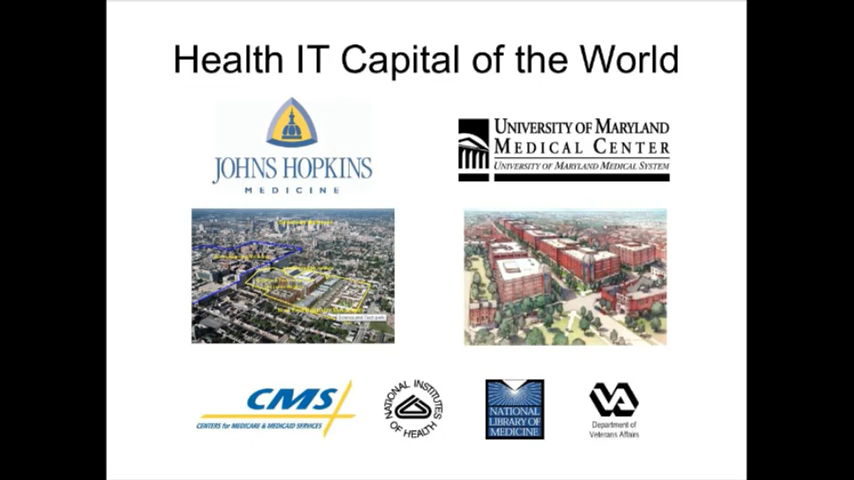 Health IT Capital of the World
JOHNS HOPKINS
MEDICINE
UNIVERSITY OF MARYLAND
MEDICAL CENTER
UNIVERSITY OF MARYLAND MEDICAL SYSTEM
CMS
CENTERS for MEDICARE & MEDICAID SERVICES
NATIONAL INSTITUTES
OF HEALTH
NATIONAL
LIBRARY OF
MEDICINE
VA
Department of
Veterans Affairs